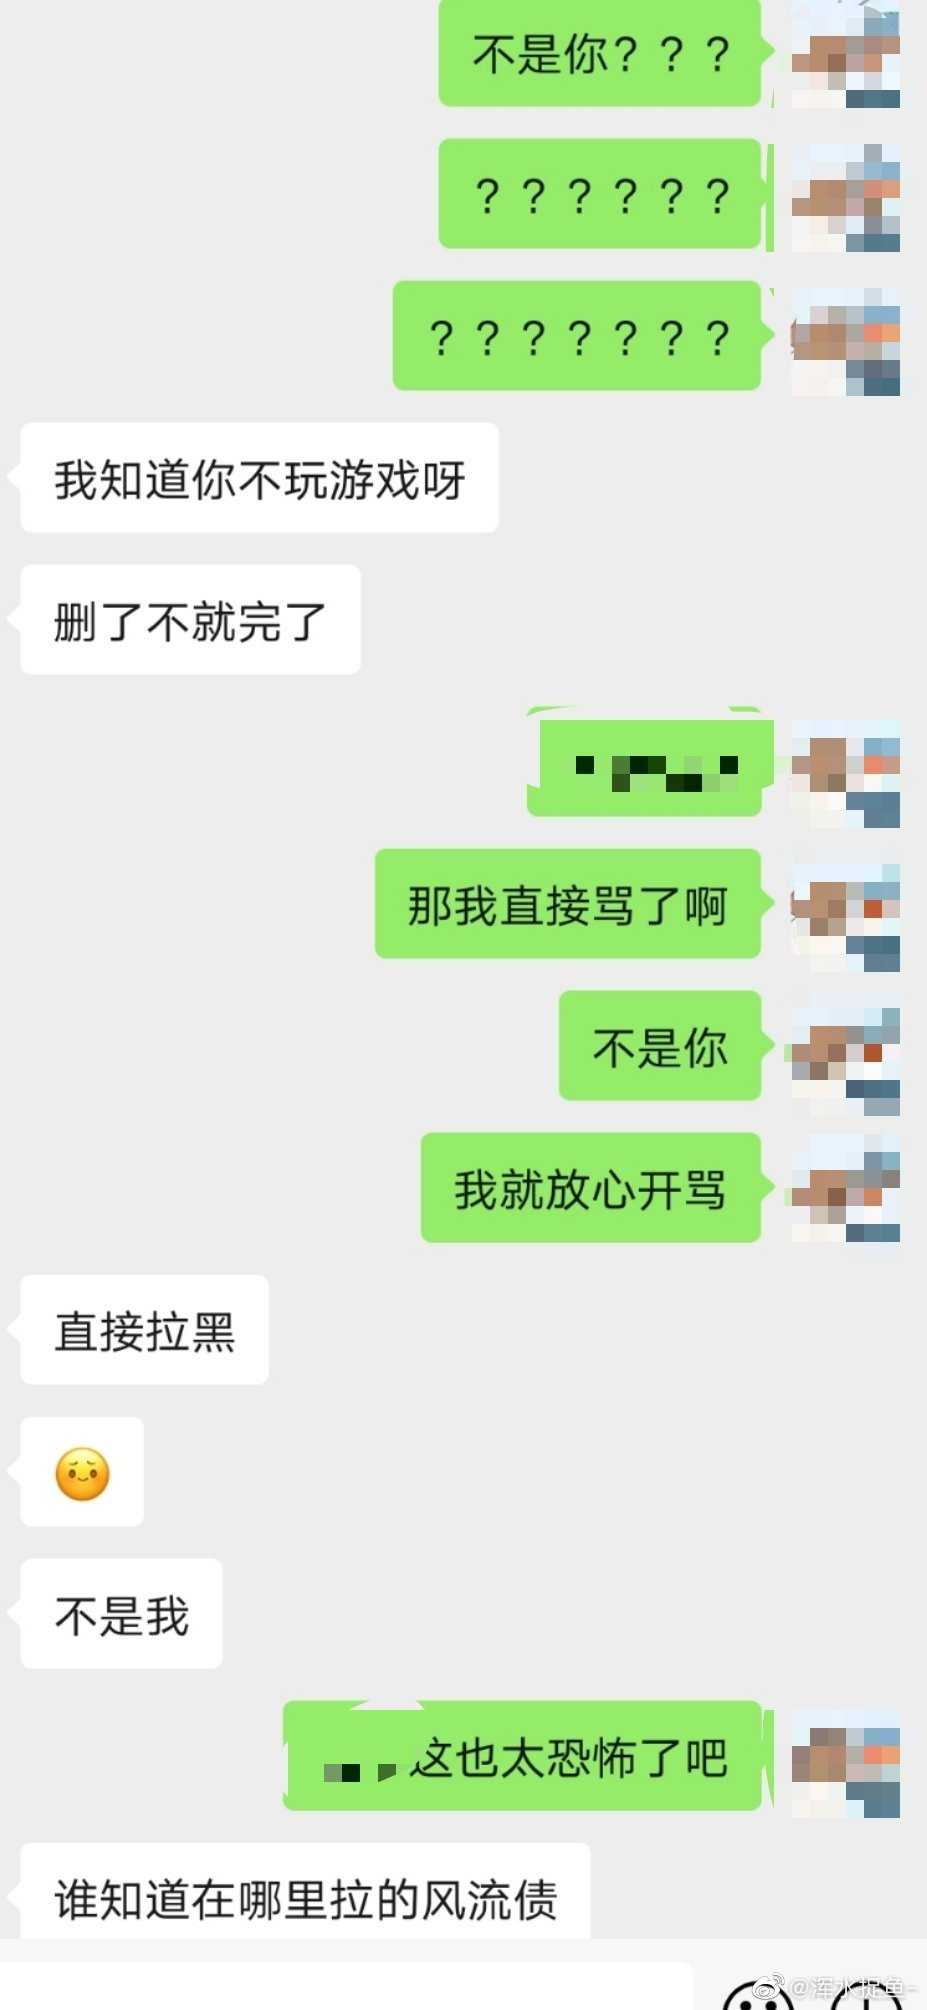 不是你？？？
？？？？？？
？？？？？？？
我知道你不玩游戏呀
删了不就完了
那我直接骂了啊
不是你
我就放心开骂
直接拉黑
不是我
这也太恐怖了吧
谁知道在哪里拉的风流债
@浑水捉鱼-